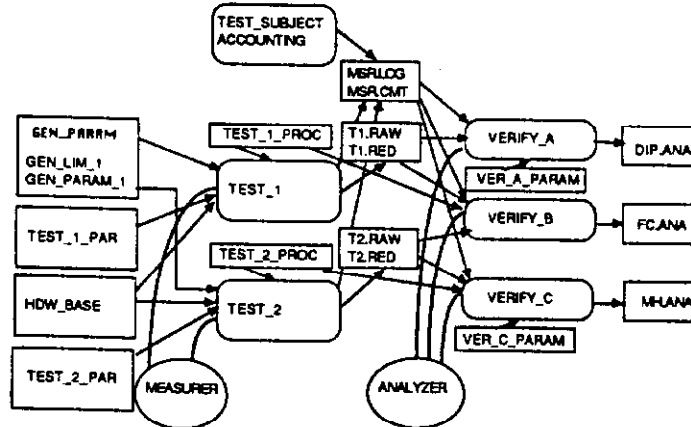 TEST_SUBJECT
ACCOUNTING
MSR.LOG
MSR.CMT
GEN_PARAM
GEN_LIM_1
GEN_PARAM_1
TEST_1_PROC
T1.RAW
T1.RED
VERIFY_A
DIP.ANA
TEST_1
VER_A_PARAM
TEST_1_PAR
VERIFY_B
FC.ANA
TEST_2_PROC
T2.RAW
T2.RED
HDW_BASE
TEST_2
VERIFY_C
MH.ANA
VER_C_PARAM
TEST_2_PAR
MEASURER
ANALYZER